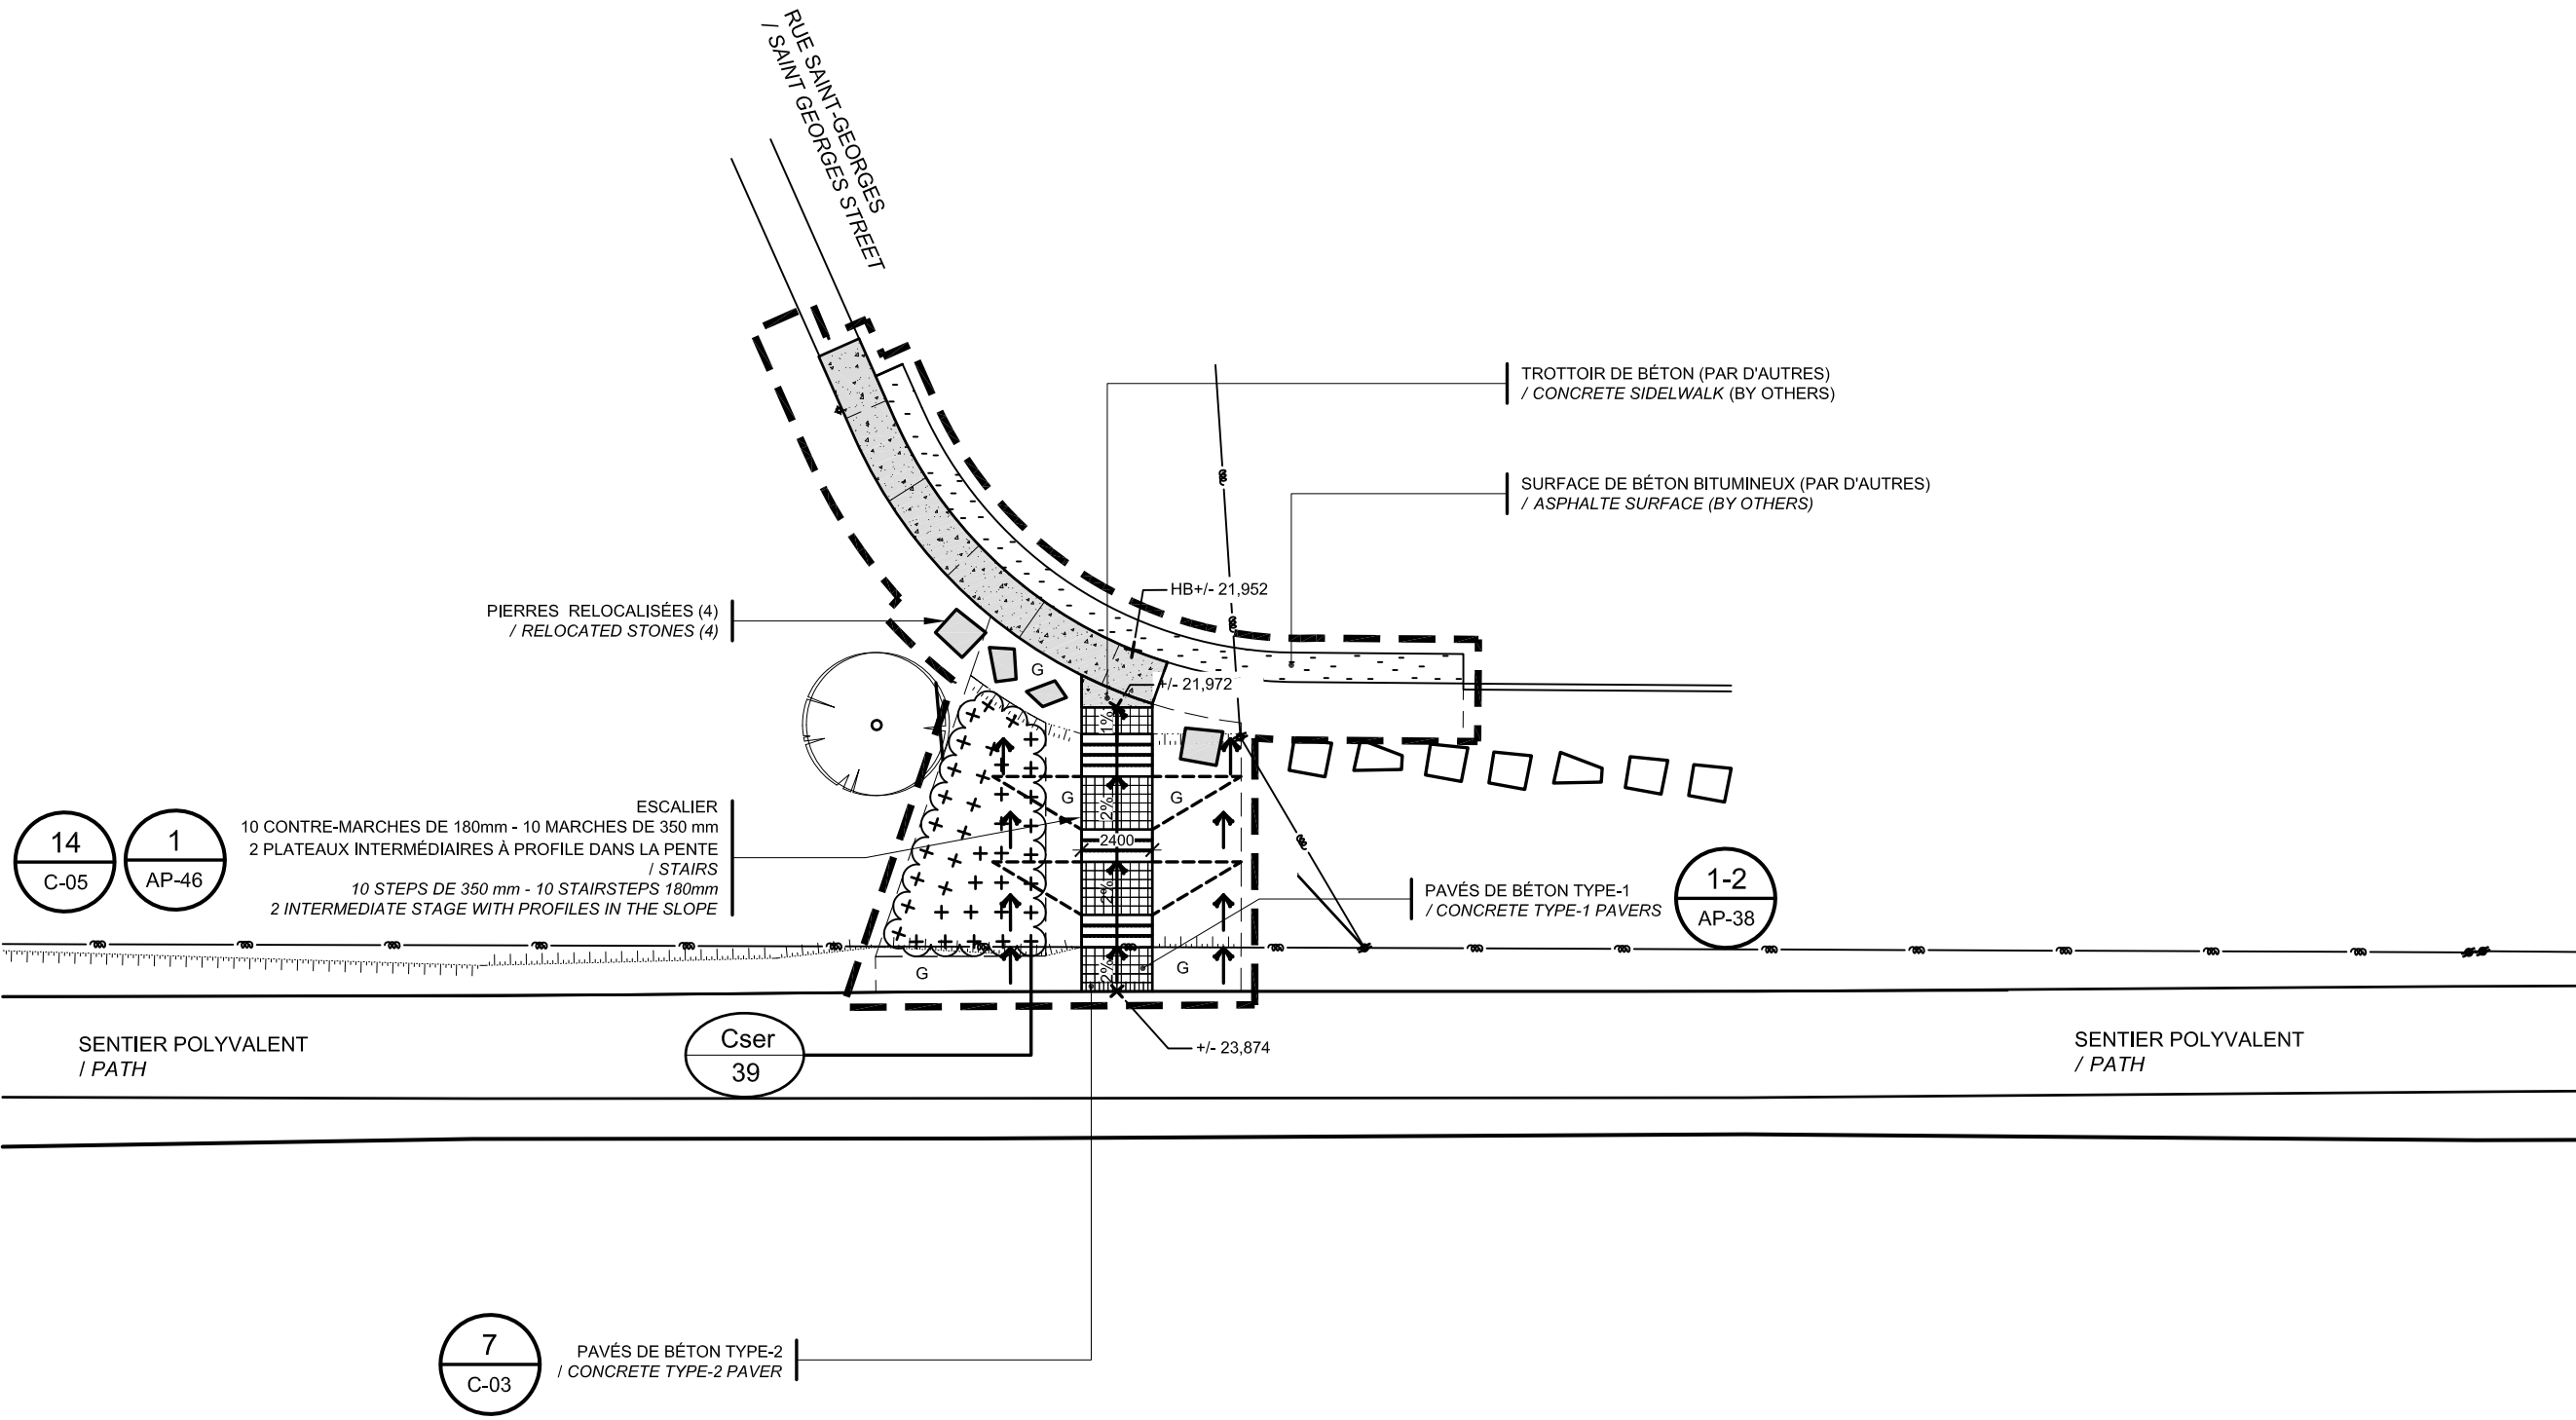 RUE SAINT-GEORGES
/ SAINT GEORGES STREET
TROTTOIR DE BÉTON (PAR D'AUTRES)
/ CONCRETE SIDELWALK (BY OTHERS)
SURFACE DE BÉTON BITUMINEUX (PAR D'AUTRES)
/ ASPHALTE SURFACE (BY OTHERS)
HB+/- 21,952
PIERRES RELOCALISÉES (4)
/ RELOCATED STONES (4)
G
+/- 21,972
1%
14
C-05
1
AP-46
ESCALIER
10 CONTRE-MARCHES DE 180mm - 10 MARCHES DE 350 mm
2 PLATEAUX INTERMÉDIAIRES À PROFILE DANS LA PENTE
/ STAIRS
10 STEPS DE 350 mm - 10 STAIRSTEPS 180mm
2 INTERMEDIATE STAGE WITH PROFILES IN THE SLOPE
G
2%
G
2400
2%
PAVÉS DE BÉTON TYPE-1
/ CONCRETE TYPE-1 PAVERS
1-2
AP-38
G
2%
G
SENTIER POLYVALENT
/ PATH
Cser
39
+/- 23,874
SENTIER POLYVALENT
/ PATH
7
C-03
PAVÉS DE BÉTON TYPE-2
/ CONCRETE TYPE-2 PAVER